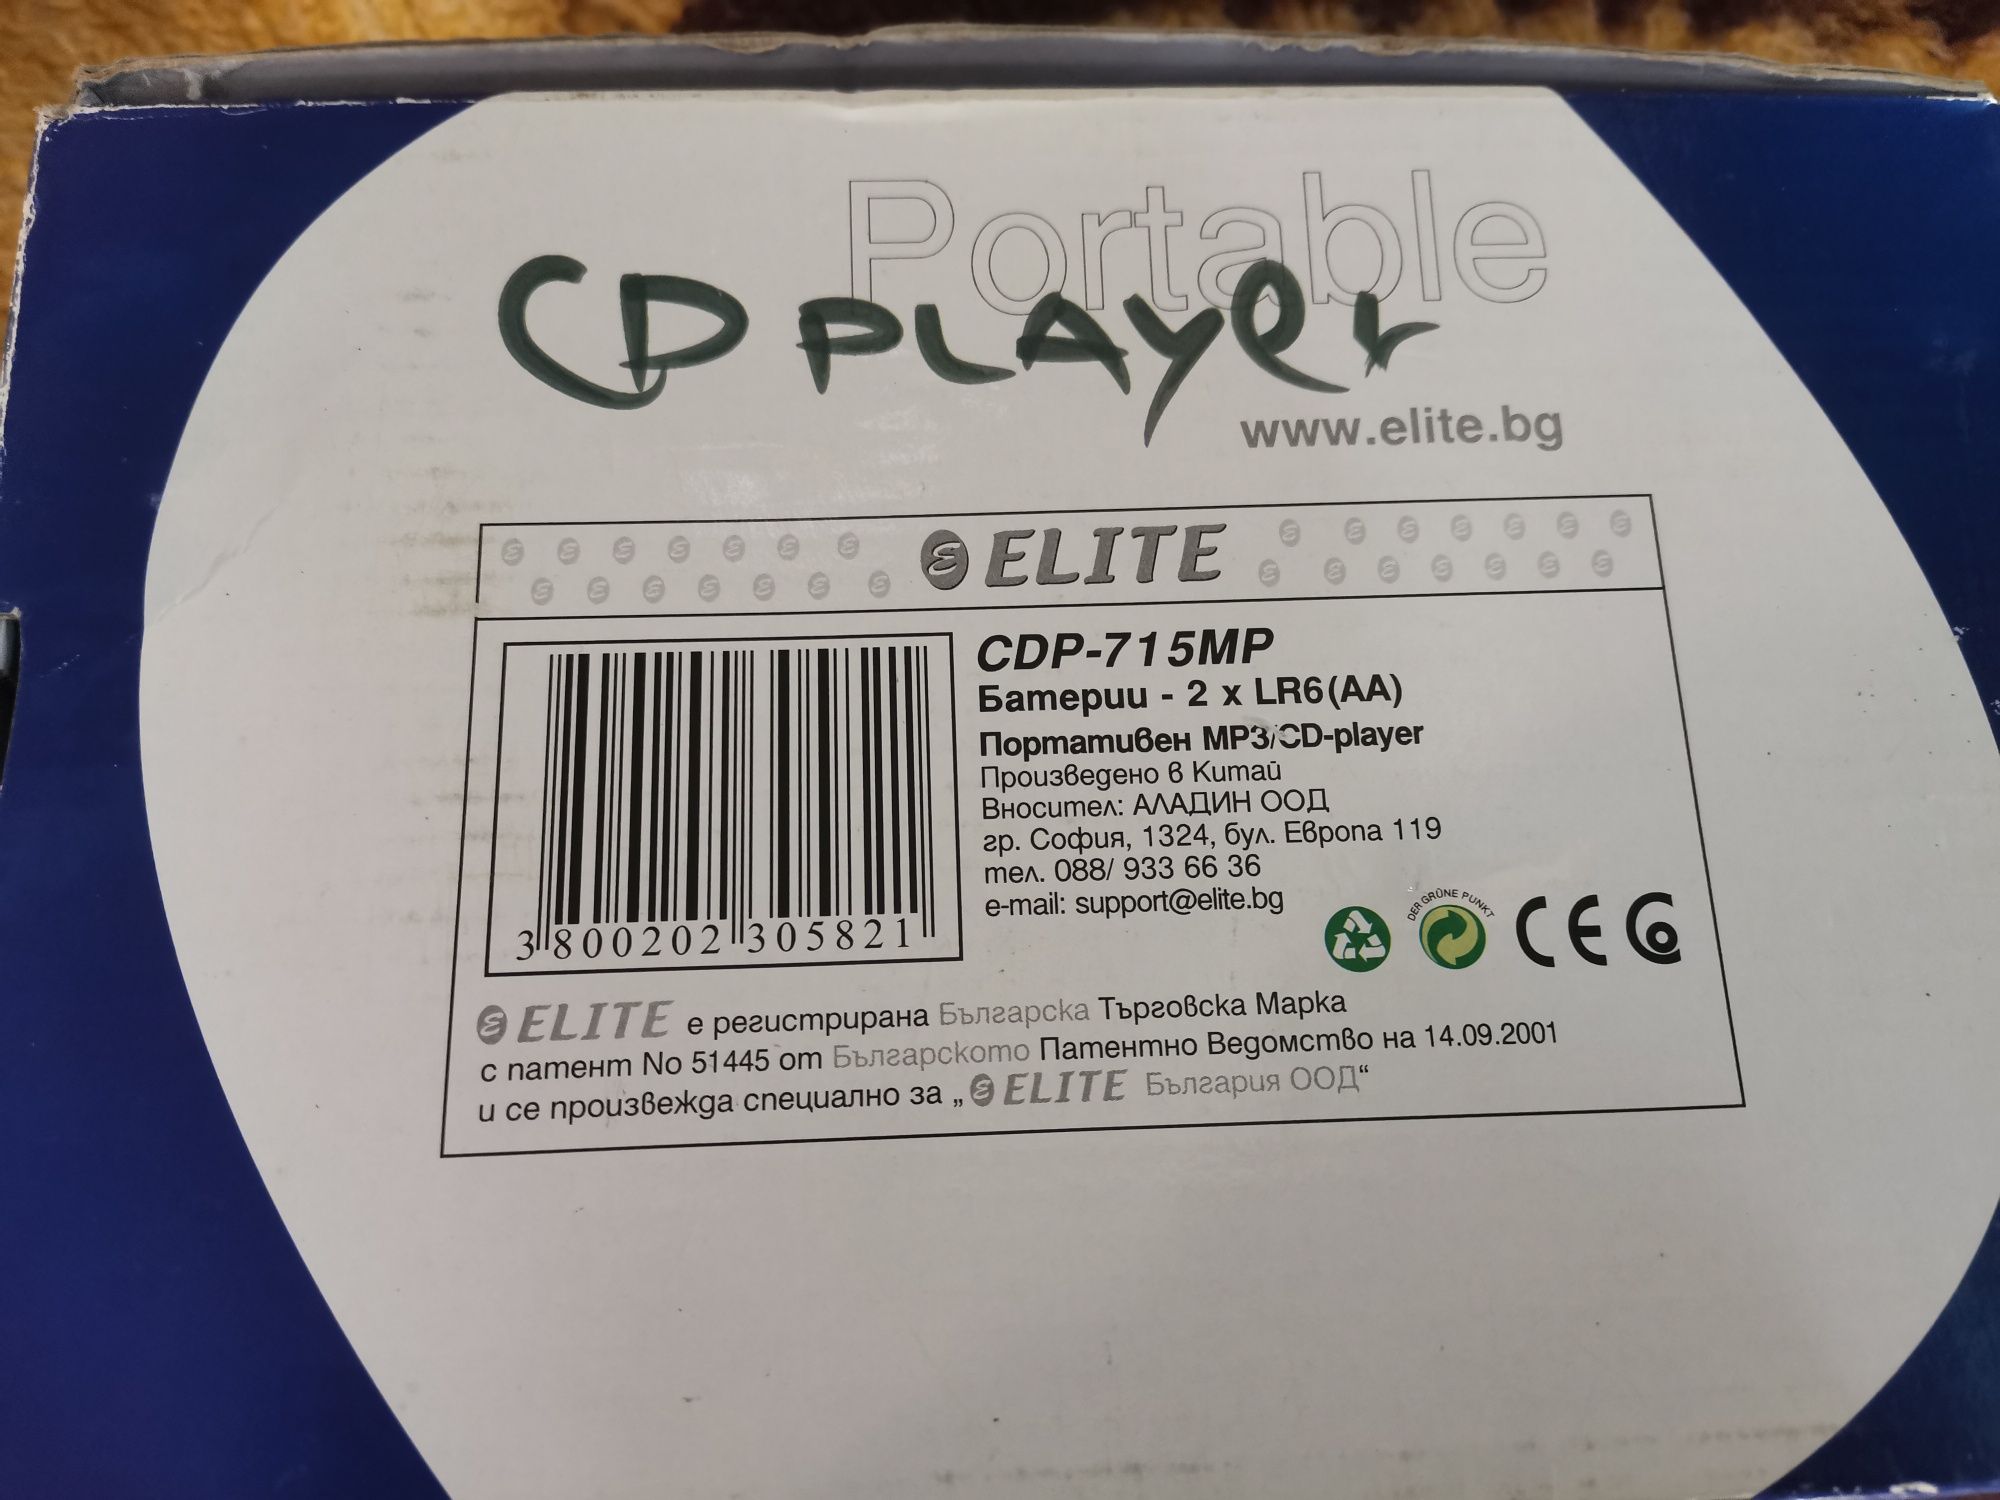 Portable
CD PLAYer
www.elite.bg
ELITE
CDP-715MP
Батерии - 2 x LR6(AA)
Портативен MP3/CD-player
Произведено в Китай
Вносител: АЛАДИН ООД
гр. София, 1324, бул. Европа 119
тел. 088/ 933 66 36
e-mail: support@elite.bg
DER GRÜNE PUNKT
CE
3 800202 305821
ELITE е регистрирана Българска Търговска Марка
с патент No 51445 от Българското Патентно Ведомство на 14.09.2001
и се произвежда специално за „ELITE България ООД“